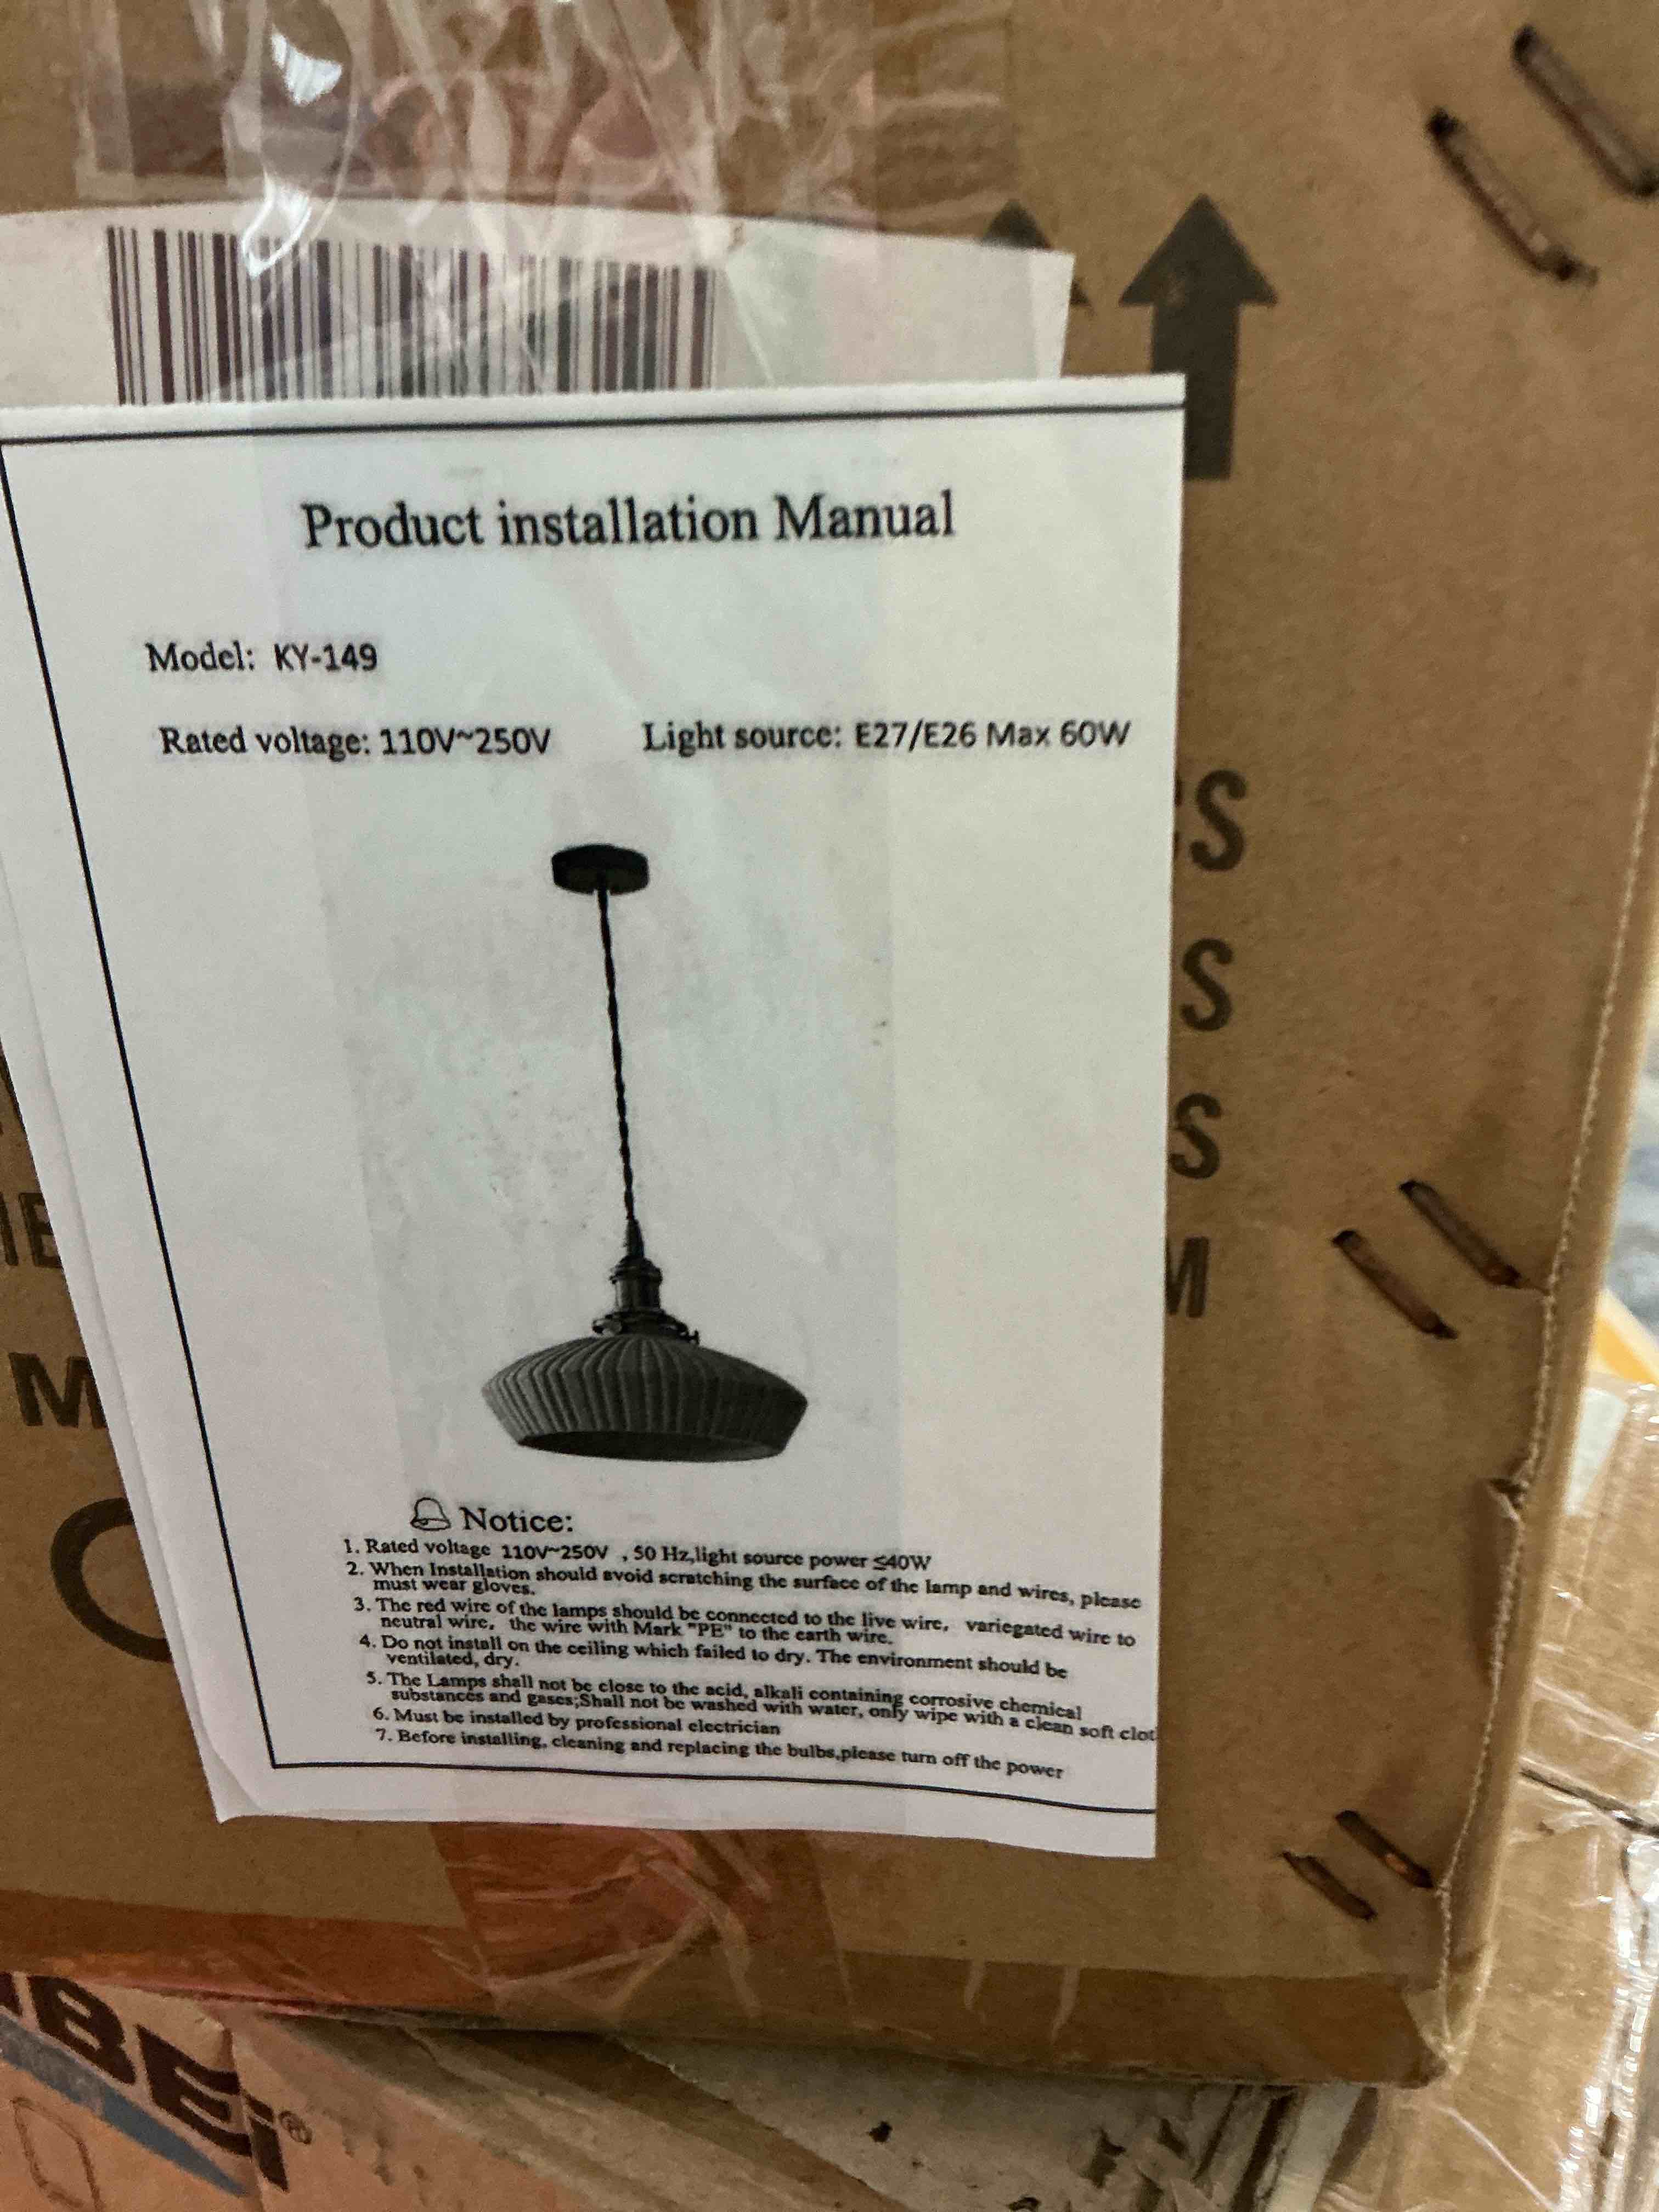 Product installation Manual
Model: KY-149
Rated voltage: 110V~250V Light source: E27/E26 Max 60W
S
S
S
M
M
Notice:
1. Rated voltage 110V~250V , 50 Hz,light source power ≤40W
2. When Installation should avoid scratching the surface of the lamp and wires, please
must wear gloves.
3. The red wire of the lamps should be connected to the live wire, variegated wire to
neutral wire, the wire with Mark "PE" to the earth wire.
4. Do not install on the ceiling which failed to dry. The environment should be
ventilated, dry.
5. The Lamps shall not be close to the acid, alkali containing corrosive chemical
substances and gases;Shall not be washed with water, only wipe with a clean soft clot
6. Must be installed by professional electrician
7. Before installing, cleaning and replacing the bulbs,please turn off the power
BEi®